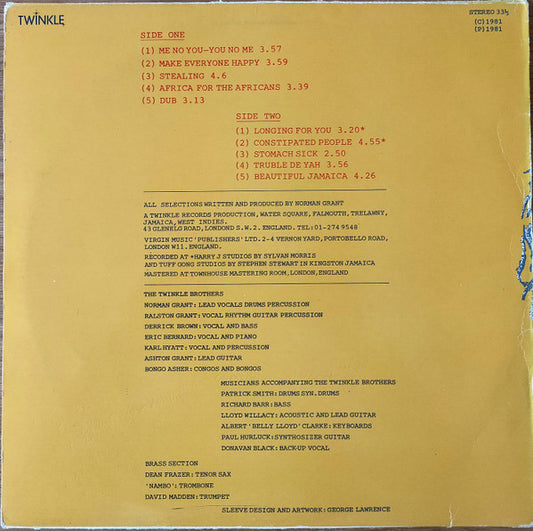 TWINKLE
STEREO 33⅓
(C)1981
(P)1981
SIDE ONE
(1) ME NO YOU—YOU NO ME 3.57
(2) MAKE EVERYONE HAPPY 3.59
(3) STEALING 4.6
(4) AFRICA FOR THE AFRICANS 3.39
(5) DUB 3.13
SIDE TWO
(1) LONGING FOR YOU 3.20*
(2) CONSTIPATED PEOPLE 4.55*
(3) STOMACH SICK 2.50
(4) TRUBLE DE YAH 3.56
(5) BEAUTIFUL JAMAICA 4.26
ALL SELECTIONS WRITTEN AND PRODUCED BY NORMAN GRANT
A TWINKLE RECORDS PRODUCTION, WATER SQUARE, FALMOUTH, TRELAWNY,
JAMAICA, WEST INDIES.
43 GLENELG ROAD, LONDOND S.W.2. ENGLAND. TEL: 01-274 9548
VIRGIN MUSIC 'PUBLISHERS' LTD. 2-4 VERNON YARD, PORTOBELLO ROAD,
LONDON W11. ENGLAND.
RECORDED AT *HARRY J STUDIOS BY SYLVAN MORRIS
AND TUFF GONG STUDIOS BY STEPHEN STEWART IN KINGSTON JAMAICA
MASTERED AT TOWNHOUSE MASTERING ROOM, LONDON, ENGLAND
THE TWINKLE BROTHERS
NORMAN GRANT: LEAD VOCALS DRUMS PERCUSSION
RALSTON GRANT: VOCAL RHYTHM GUITAR PERCUSSION
DERRICK BROWN: VOCAL AND BASS
ERIC BERNARD: VOCAL AND PIANO
KARL HYATT: VOCAL AND PERCUSSION
ASHTON GRANT: LEAD GUITAR
BONGO ASHER: CONGOS AND BONGOS
MUSICIANS ACCOMPANYING THE TWINKLE BROTHERS
PATRICK SMITH: DRUMS SYN. DRUMS
RICHARD BARR: BASS
LLOYD WILLACY: ACOUSTIC AND LEAD GUITAR
ALBERT 'BELLY LLOYD' CLARKE: KEYBOARDS
PAUL HURLUCK: SYNTHOSIZER GUITAR
DONAVAN BLACK: BACK-UP VOCAL
BRASS SECTION
DEAN FRAZER: TENOR SAX
'NAMBO': TROMBONE
DAVID MADDEN: TRUMPET
SLEEVE DESIGN AND ARTWORK: GEORGE LAWRENCE